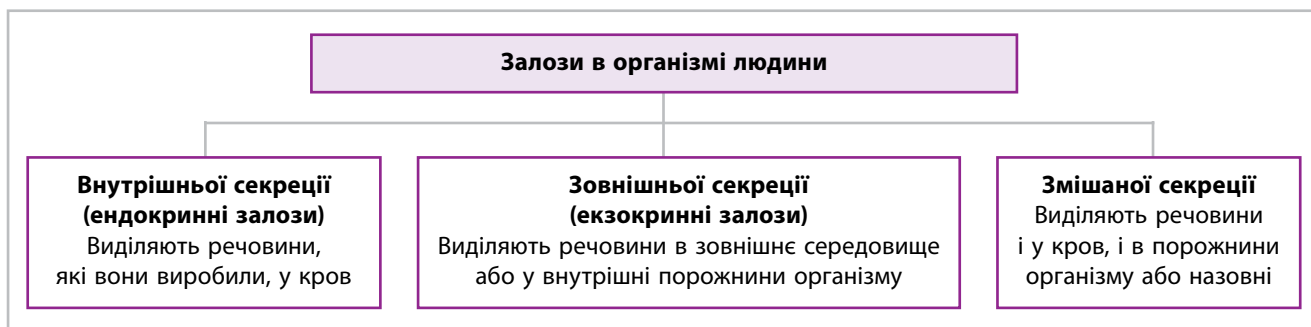 Залози в організмі людини
Внутрішньої секреції
(ендокринні залози)
Виділяють речовини,
які вони виробили, у кров
Зовнішньої секреції
(екзокринні залози)
Виділяють речовини в зовнішнє середовище
або у внутрішні порожнини організму
Змішаної секреції
Виділяють речовини
і у кров, і в порожнини
організму або назовні